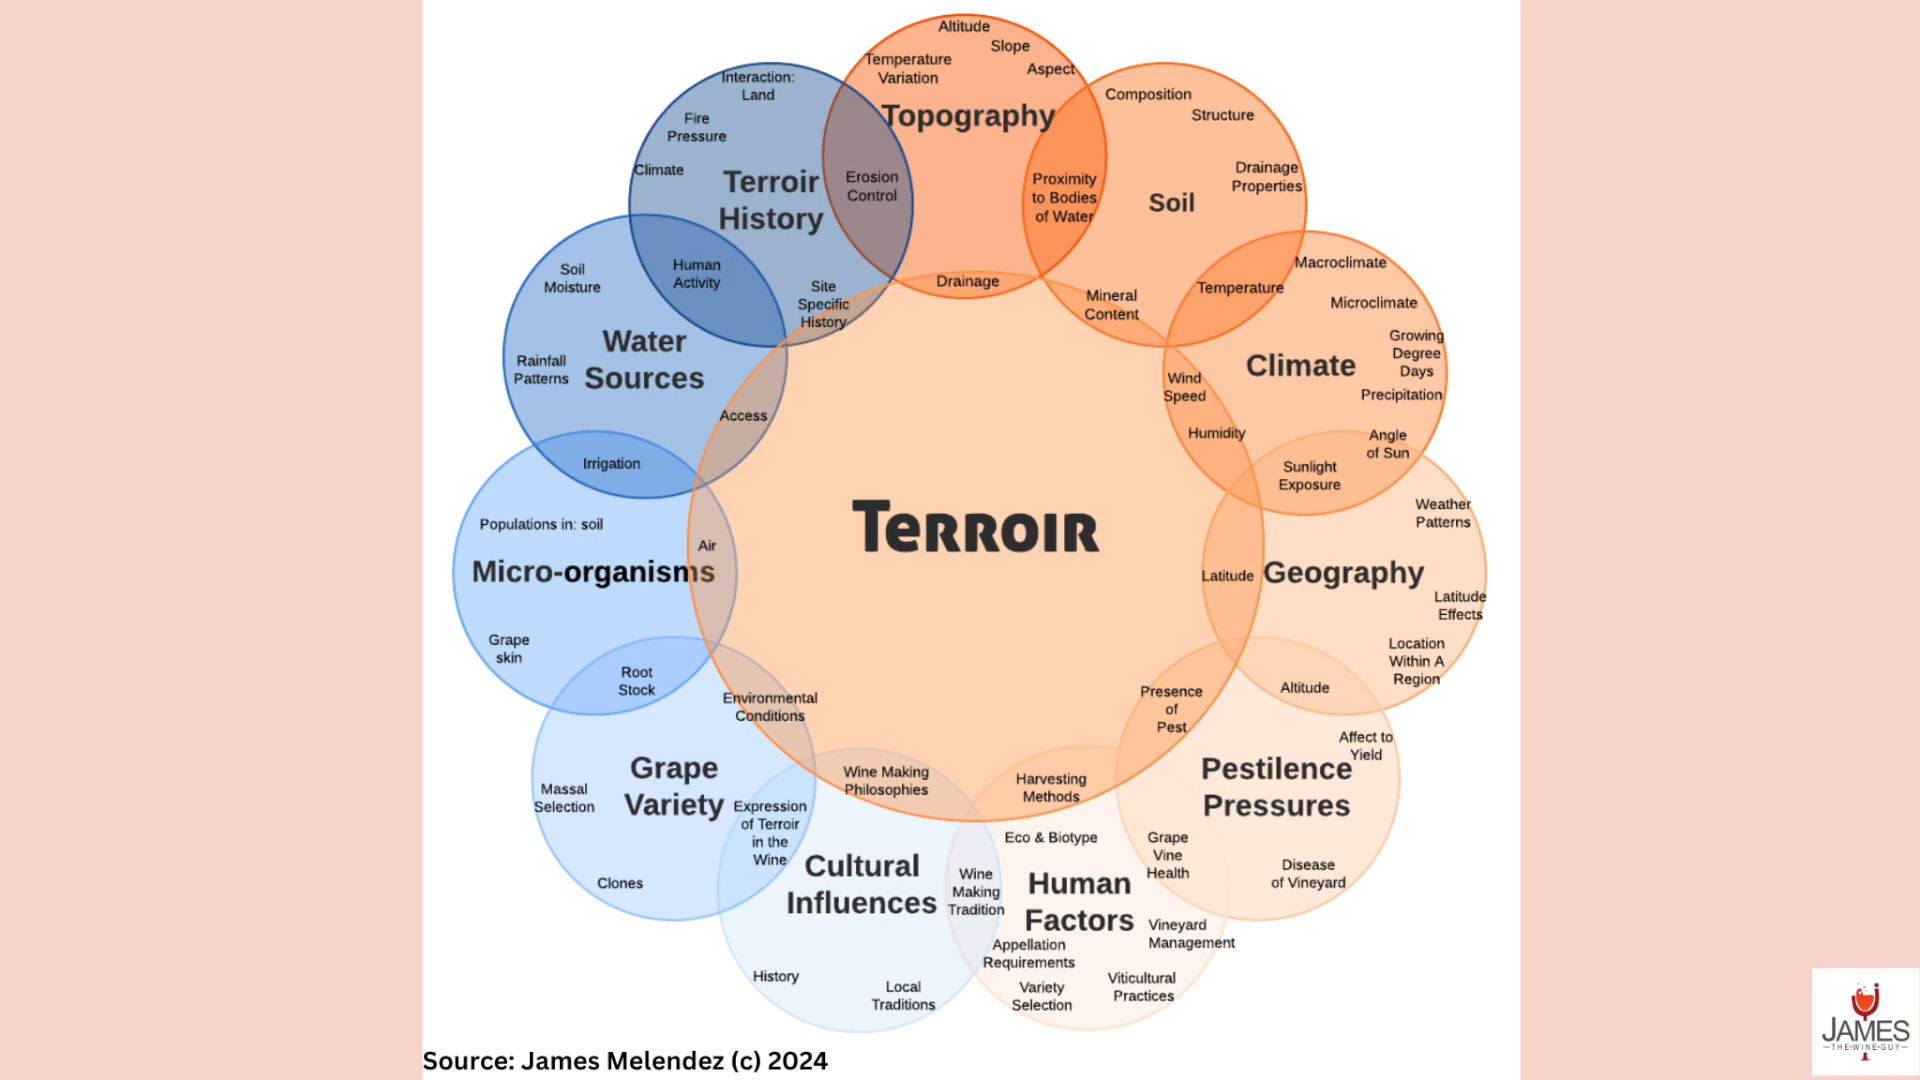 Altitude
Slope
Temperature
Variation
Aspect
Topography
Interaction:
Land
Fire
Pressure
Climate
Terroir
History
Erosion
Control
Site
Specific
History
Proximity
to Bodies
of Water
Composition
Structure
Drainage
Properties
Soil
Drainage
Mineral
Content
Temperature
Macroclimate
Microclimate
Growing
Degree
Days
Climate
Precipitation
Wind
Speed
Humidity
Angle
of Sun
Sunlight
Exposure
Human
Activity
Soil
Moisture
Water
Sources
Rainfall
Patterns
Access
Irrigation
Terroir
Weather
Patterns
Latitude
Geography
Latitude
Effects
Location
Within A
Region
Altitude
Populations in: soil
Air
Micro-organisms
Grape
skin
Root
Stock
Environmental
Conditions
Presence
of
Pest
Affect to
Yield
Pestilence
Pressures
Disease
of Vineyard
Grape
Variety
Massal
Selection
Clones
Expression
of Terroir
in the
Wine
Wine Making
Philosophies
Harvesting
Methods
Cultural
Influences
Wine
Making
Tradition
History
Local
Traditions
Eco & Biotype
Grape
Vine
Health
Human
Factors
Vineyard
Management
Appellation
Requirements
Variety
Selection
Viticultural
Practices
Source: James Melendez (c) 2024
JAMES
THE•WINE•GUY